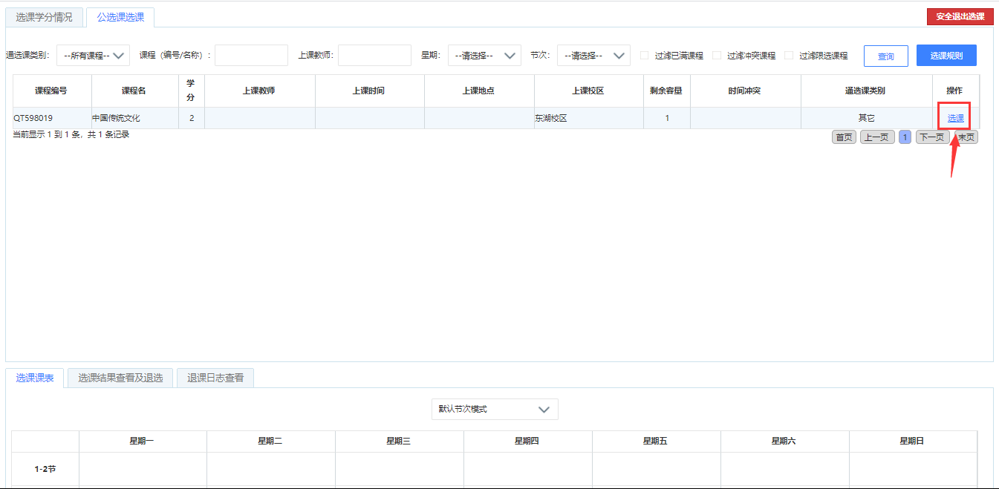 选课学分情况 公选课选课 安全退出选课
通选课类别: --所有课程-- 课程（编号/名称）: 上课教师: 星期: --请选择-- 节次: --请选择-- 过滤已满课程 过滤冲突课程 过滤限选课程 查询 选课规则
课程编号 课程名 学分 上课教师 上课时间 上课地点 上课校区 剩余容量 时间冲突 通选课类别 操作
QT598019 中国传统文化 2 东湖校区 1 其它 选课
当前显示 1 到 1 条，共 1 条记录 首页 上一页 1 下一页 末页
选课课表 选课结果查看及退选 退课日志查看
默认节次模式
星期一 星期二 星期三 星期四 星期五 星期六 星期日
1-2节